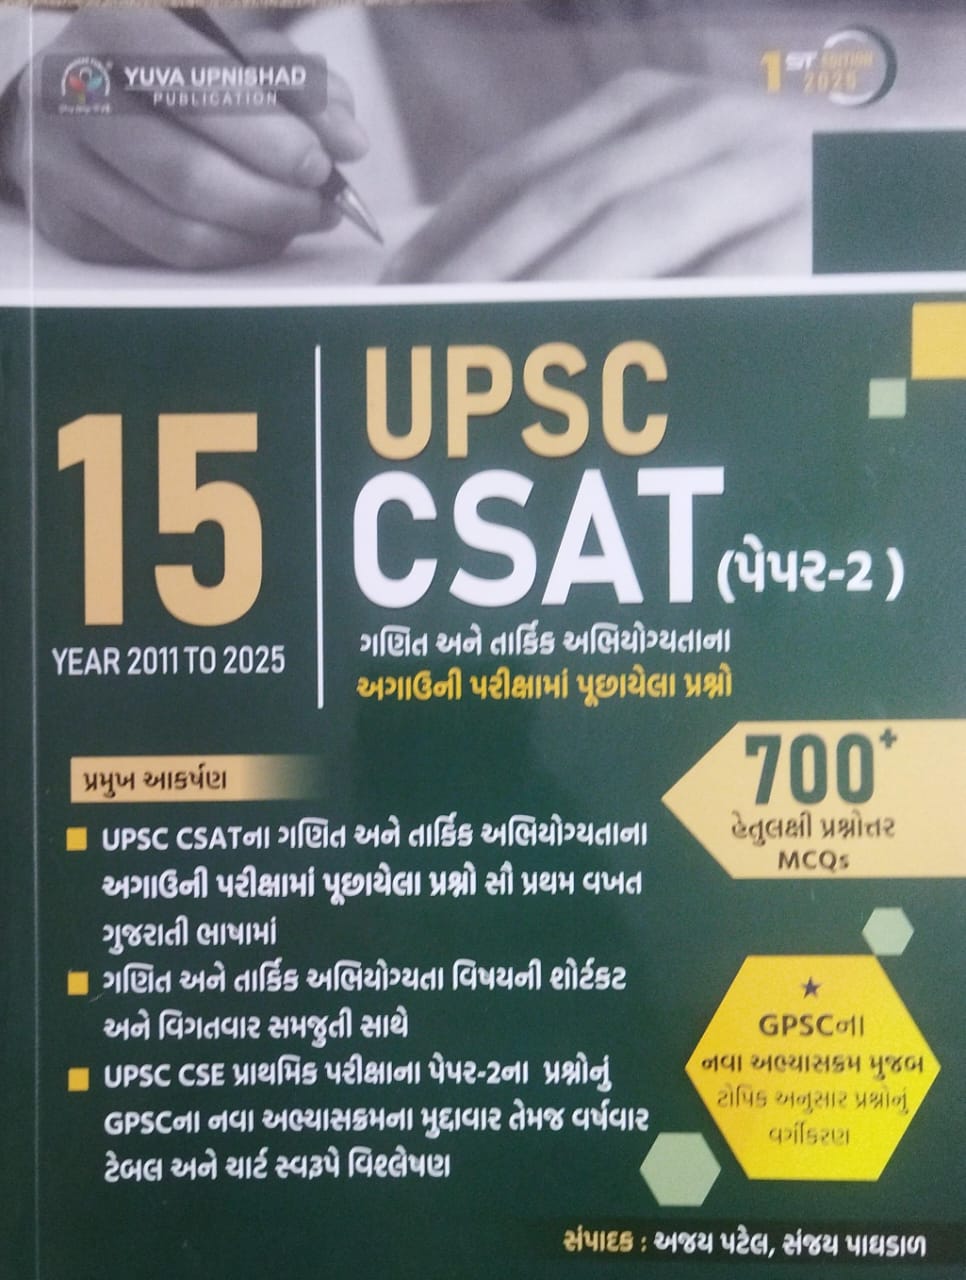 YUVA UPNISHAD
PUBLICATION
1ST EDITION
2025
15
YEAR 2011 TO 2025
UPSC
CSAT (પેપર-2 )
ગણિત અને તાર્કિક અભિયોગ્યતાના
અગાઉની પરીક્ષામાં પૂછાયેલા પ્રશ્નો
700+
હેતુલક્ષી પ્રશ્નોત્તર
MCQs
પ્રમુખ આકર્ષણ
UPSC CSATના ગણિત અને તાર્કિક અભિયોગ્યતાના
અગાઉની પરીક્ષામાં પૂછાયેલા પ્રશ્નો સૌ પ્રથમ વખત
ગુજરાતી ભાષામાં
ગણિત અને તાર્કિક અભિયોગ્યતા વિષયની શોર્ટકટ
અને વિગતવાર સમજુતી સાથે
UPSC CSE પ્રાથમિક પરીક્ષાના પેપર-2ના પ્રશ્નોનું
GPSCના નવા અભ્યાસક્રમના મુદ્દાવાર તેમજ વર્ષવાર
ટેબલ અને ચાર્ટ સ્વરૂપે વિશ્લેષણ
GPSCના
નવા અભ્યાસક્રમ મુજબ
ટોપિક અનુસાર પ્રશ્નોનું
વર્ગીકરણ
સંપાદક : અજય પટેલ, સંજય પાઘડાળ